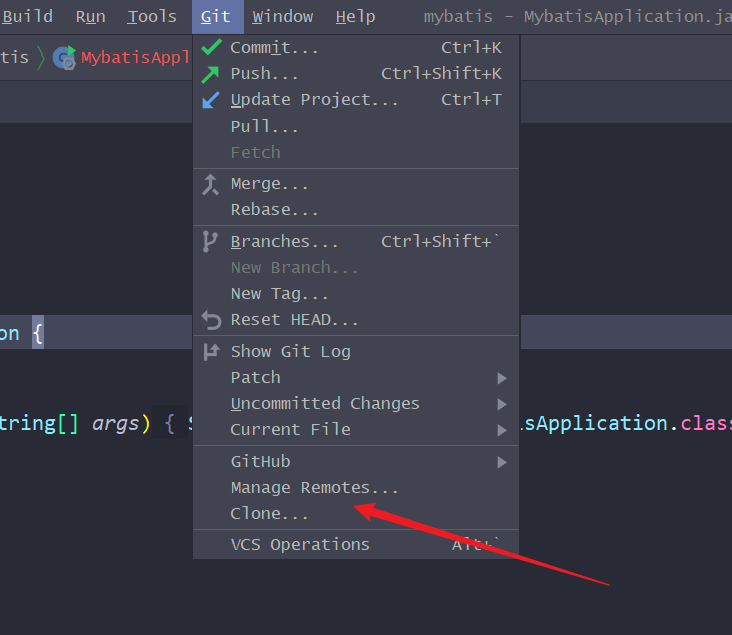 Build Run Tools Git Window Help mybatis - MybatisApplication.ja
tis MybatisAppl
Commit... Ctrl+K
Push... Ctrl+Shift+K
Update Project... Ctrl+T
Pull...
Fetch
Merge...
Rebase...
Branches... Ctrl+Shift+`
New Branch...
New Tag...
Reset HEAD...
on {
Show Git Log
Patch
Uncommitted Changes
tring[] args) { S sApplication.class
Current File
GitHub
Manage Remotes...
Clone...
VCS Operations Alt+`